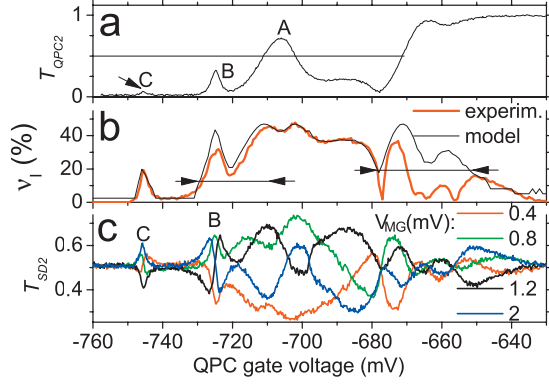 a
1
0
T_QPC2
A
B
C
b
40
20
0
ν_I (%)
experim.
model
c
0.6
0.4
T_SD2
C
B
V_MG(mV):
0.4
0.8
1.2
2
-760 -740 -720 -700 -680 -660 -640
QPC gate voltage (mV)